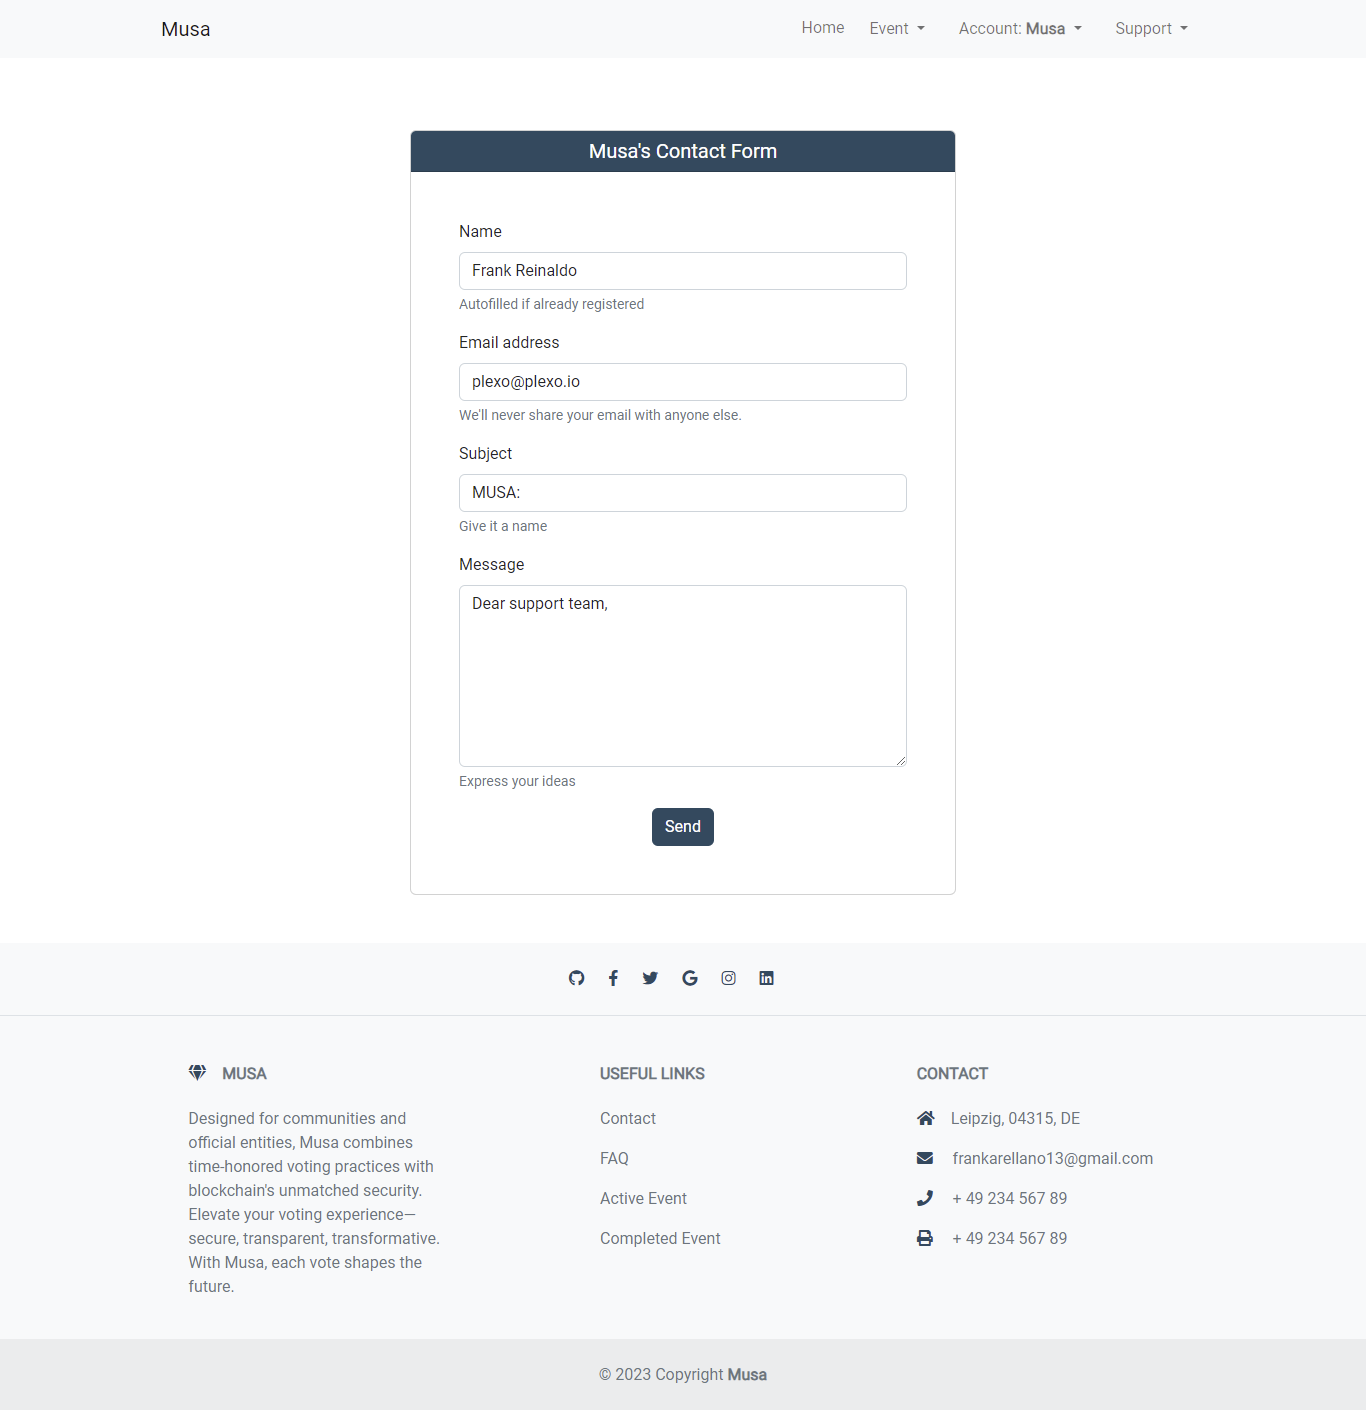 Musa
Home Event Account: Musa Support
Musa's Contact Form
Name
Frank Reinaldo
Autofilled if already registered
Email address
plexo@plexo.io
We'll never share your email with anyone else.
Subject
MUSA:
Give it a name
Message
Dear support team,
Express your ideas
Send
MUSA
Designed for communities and
official entities, Musa combines
time-honored voting practices with
blockchain's unmatched security.
Elevate your voting experience—
secure, transparent, transformative.
With Musa, each vote shapes the
future.
USEFUL LINKS
Contact
FAQ
Active Event
Completed Event
CONTACT
Leipzig, 04315, DE
frankarellano13@gmail.com
+ 49 234 567 89
+ 49 234 567 89
© 2023 Copyright Musa